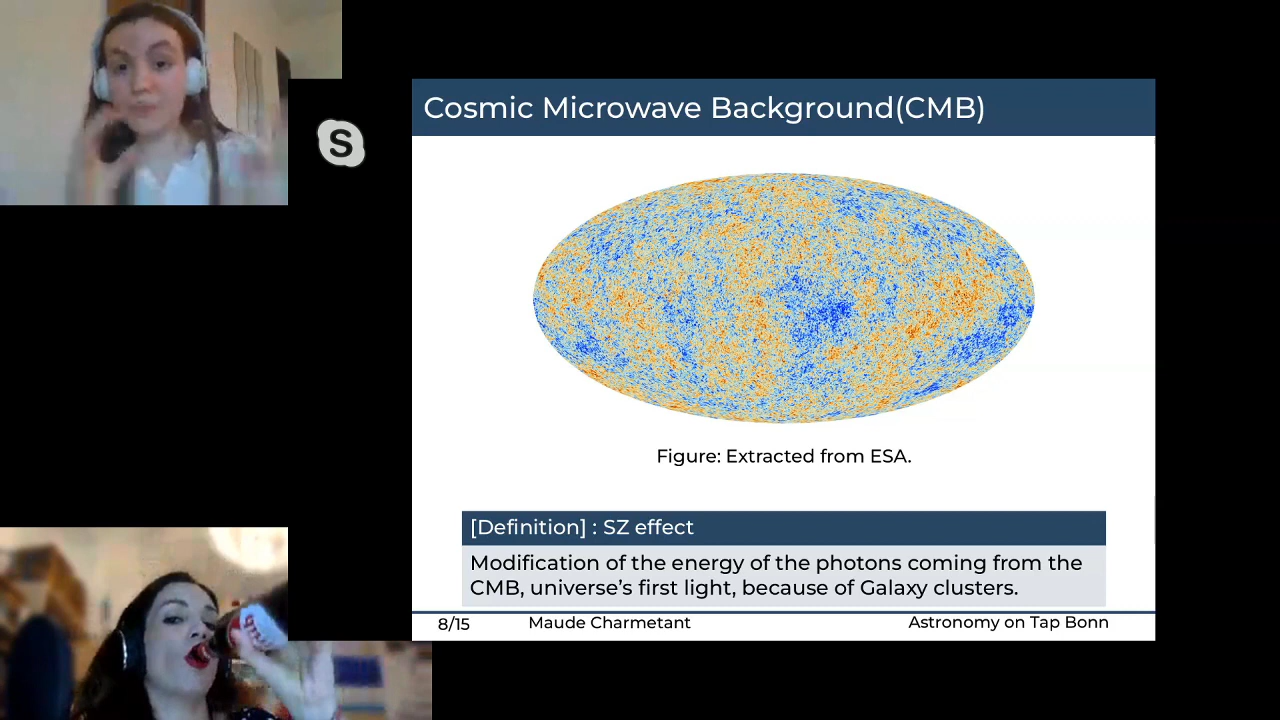 Cosmic Microwave Background(CMB)
S
Figure: Extracted from ESA.
[Definition] : SZ effect
Modification of the energy of the photons coming from the
CMB, universe's first light, because of Galaxy clusters.
8/15 Maude Charmetant Astronomy on Tap Bonn